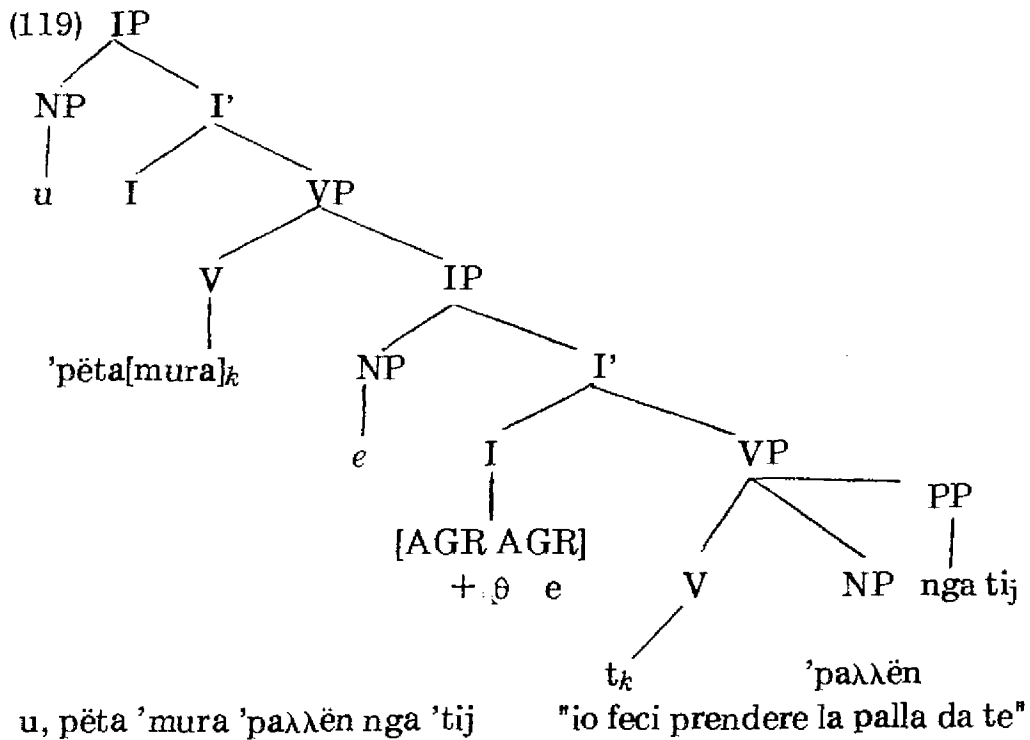 (119) IP
NP I'
u I VP
V IP
'pëta[mura]k NP I'
e I VP
[AGR AGR] PP
+ θ e V NP nga tij
tk 'paλλën
u, pëta 'mura 'paλλën nga 'tij "io feci prendere la palla da te"